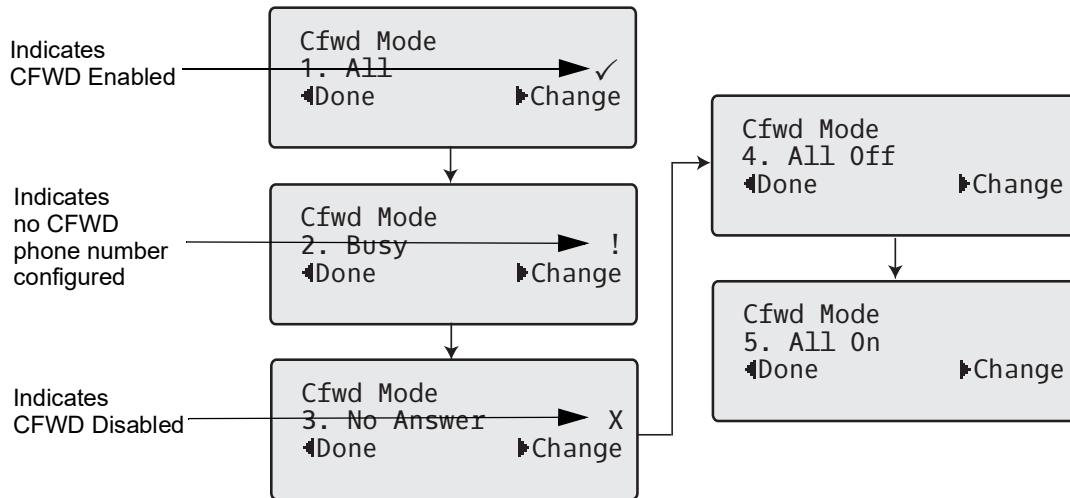 Indicates
CFWD Enabled
Cfwd Mode
1. All ✓
◀Done ▶Change
Indicates
no CFWD
phone number
configured
Cfwd Mode
2. Busy !
◀Done ▶Change
Indicates
CFWD Disabled
Cfwd Mode
3. No Answer X
◀Done ▶Change
Cfwd Mode
4. All Off
◀Done ▶Change
Cfwd Mode
5. All On
◀Done ▶Change